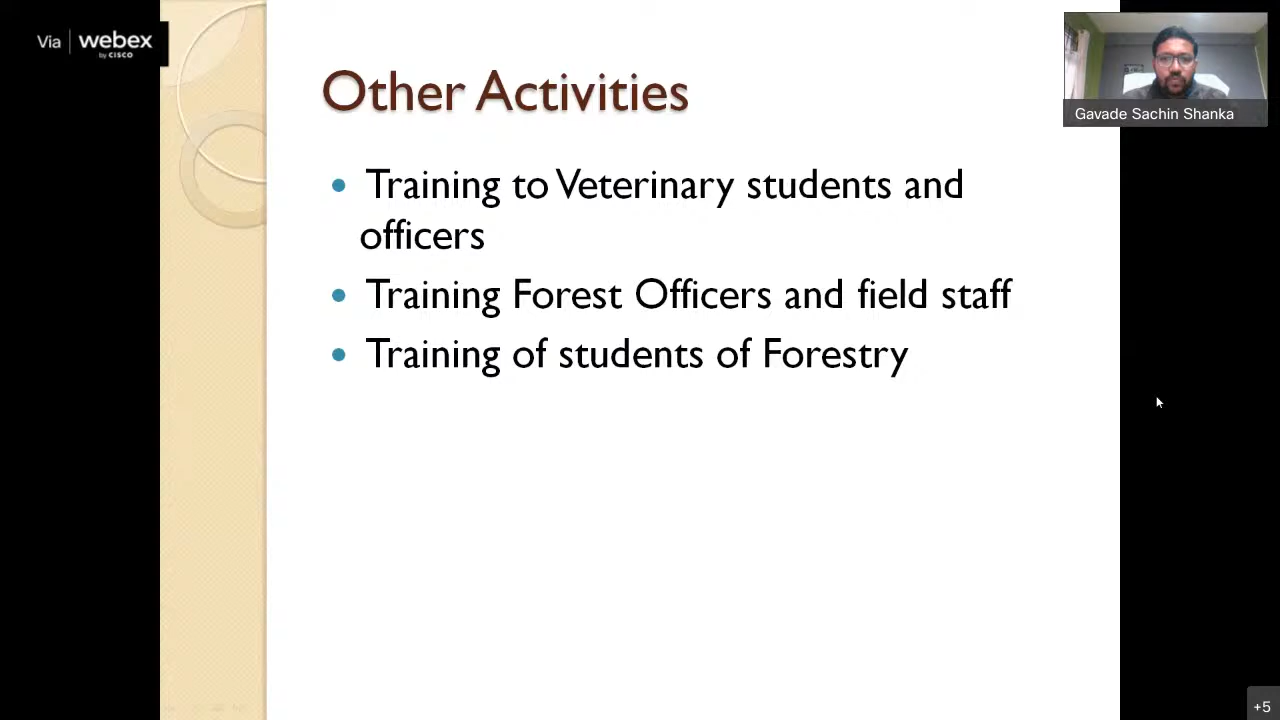 Via webex
by CISCO
Other Activities
Gavade Sachin Shanka
• Training to Veterinary students and
officers
• Training Forest Officers and field staff
• Training of students of Forestry
+5